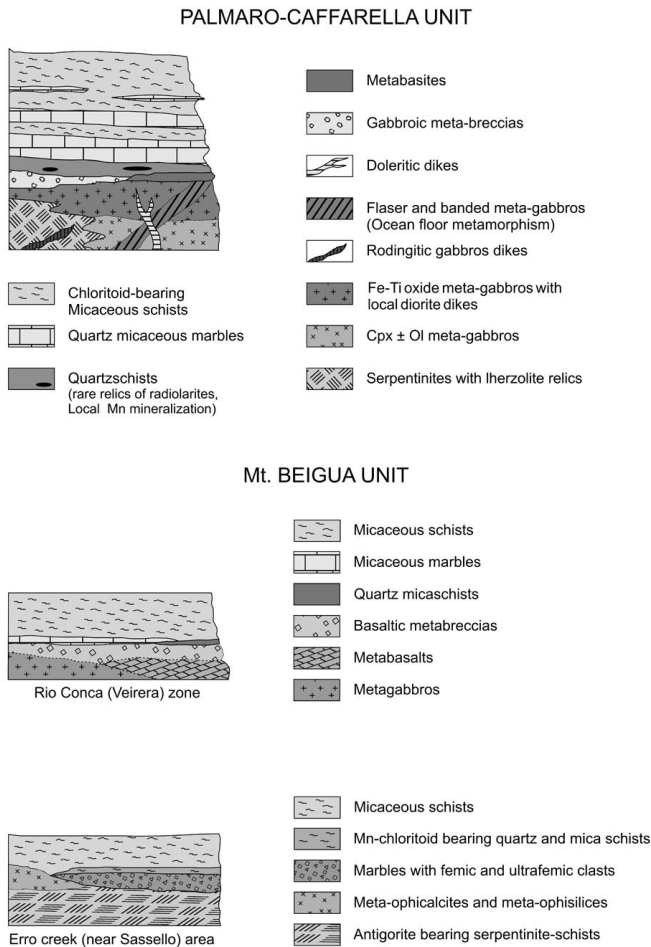 PALMARO-CAFFARELLA UNIT
Metabasites
Gabbroic meta-breccias
Doleritic dikes
Flaser and banded meta-gabbros
(Ocean floor metamorphism)
Rodingitic gabbros dikes
Chloritoid-bearing
Micaceous schists
Quartz micaceous marbles
Quartzschists
(rare relics of radiolarites,
Local Mn mineralization)
Fe-Ti oxide meta-gabbros with
local diorite dikes
Cpx ± Ol meta-gabbros
Serpentinites with lherzolite relics
Mt. BEIGUA UNIT
Micaceous schists
Micaceous marbles
Quartz micaschists
Basaltic metabreccias
Metabasalts
Metagabbros
Rio Conca (Veirera) zone
Micaceous schists
Mn-chloritoid bearing quartz and mica schists
Marbles with femic and ultrafemic clasts
Meta-ophicalcites and meta-ophisilices
Antigorite bearing serpentinite-schists
Erro creek (near Sassello) area